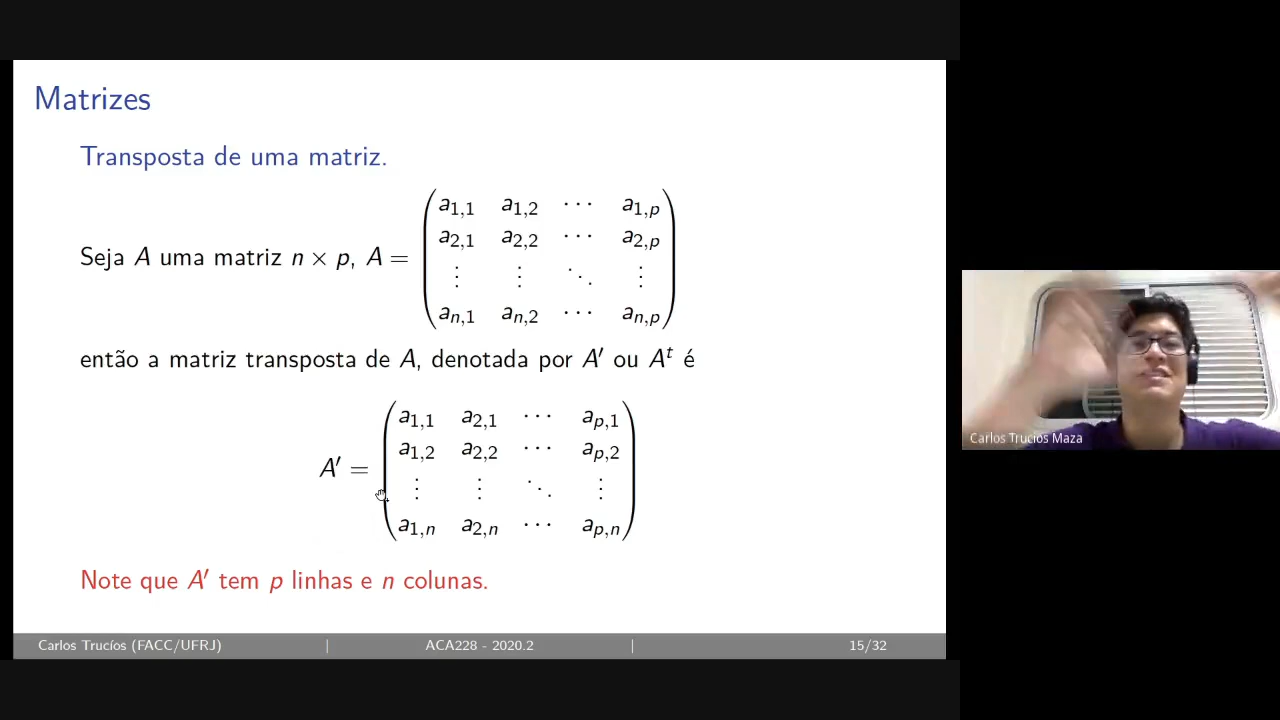 Matrizes
Transposta de uma matriz.
Seja A uma matriz n × p, A =
a1,1 a1,2 ⋯ a1,p
a2,1 a2,2 ⋯ a2,p
⋮ ⋮ ⋱ ⋮
an,1 an,2 ⋯ an,p
então a matriz transposta de A, denotada por A′ ou Aᵗ é
A′ =
a1,1 a2,1 ⋯ ap,1
a1,2 a2,2 ⋯ ap,2
⋮ ⋮ ⋱ ⋮
a1,n a2,n ⋯ ap,n
Note que A′ tem p linhas e n colunas.
Carlos Trucíos (FACC/UFRJ) | ACA228 - 2020.2 | 15/32
Carlos Trucíos Maza